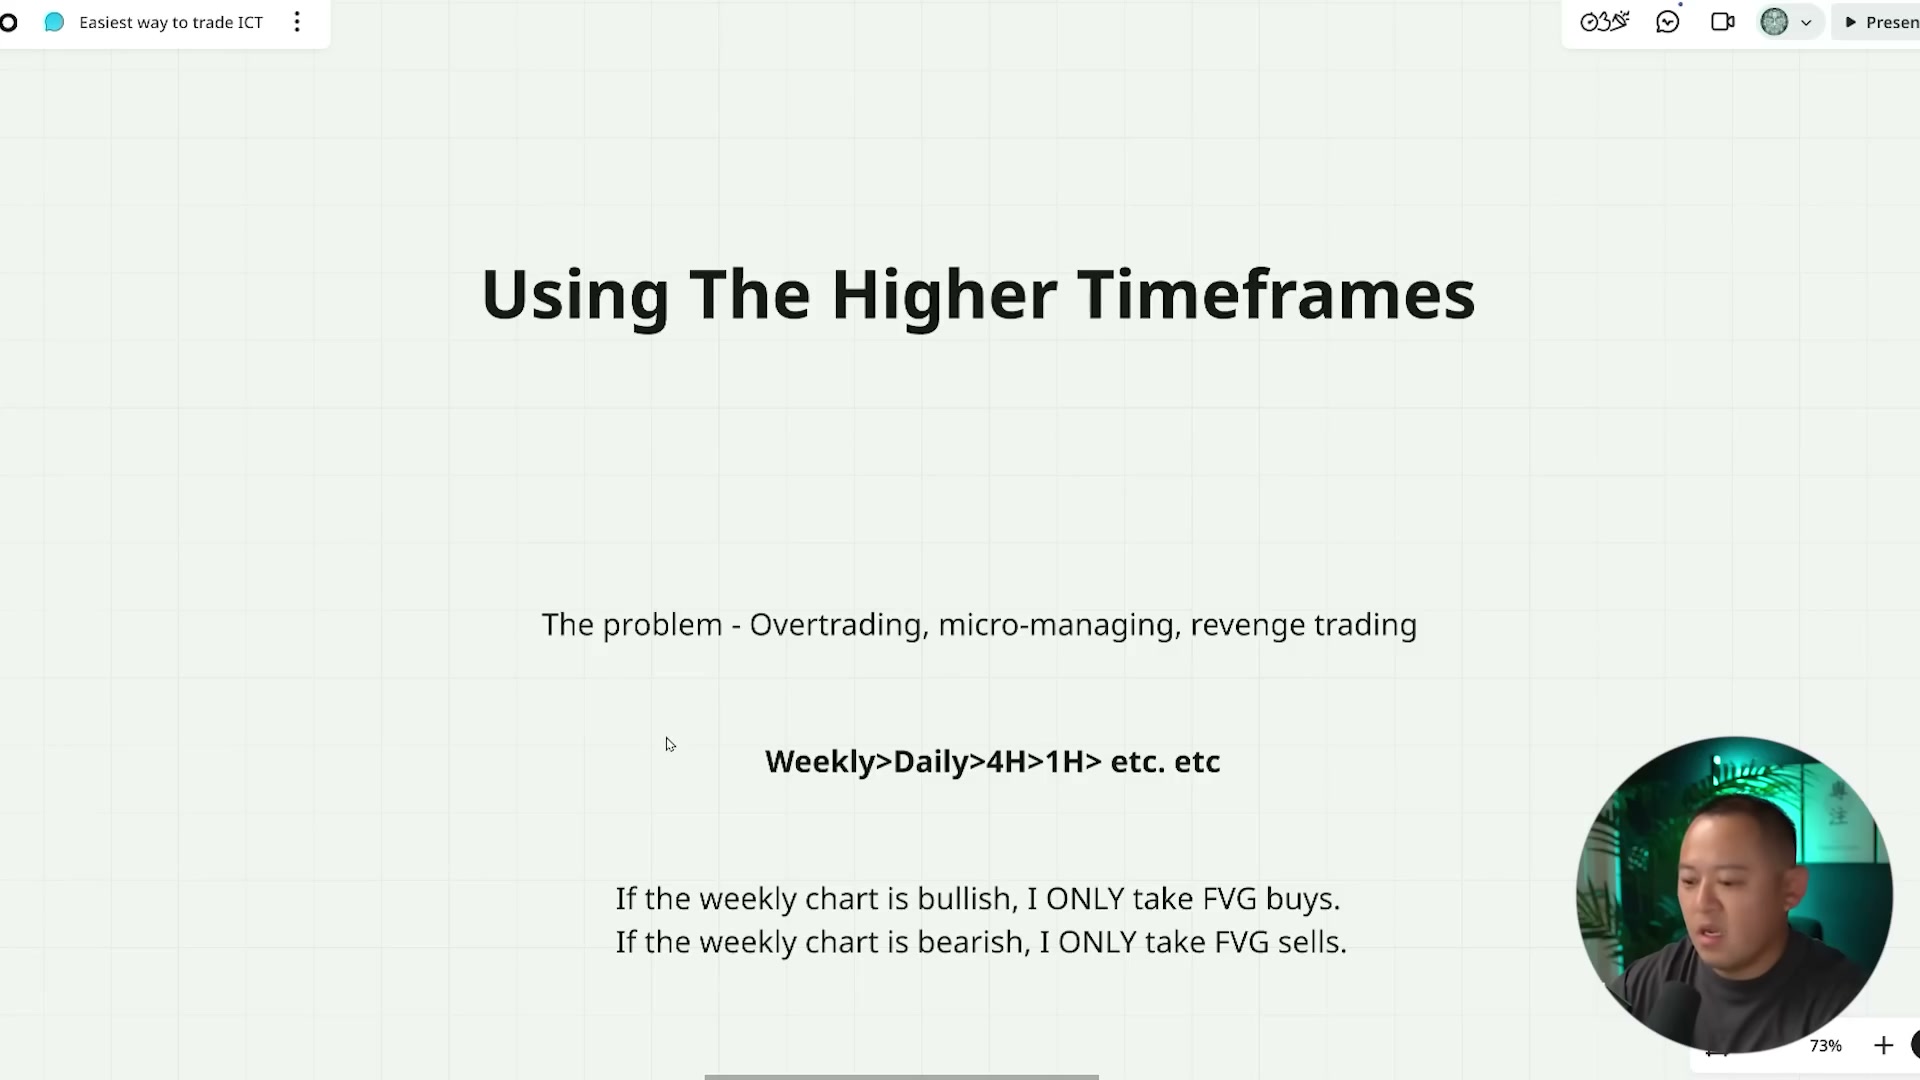 Easiest way to trade ICT
Presen
Using The Higher Timeframes
The problem - Overtrading, micro-managing, revenge trading
Weekly>Daily>4H>1H> etc. etc
If the weekly chart is bullish, I ONLY take FVG buys.
If the weekly chart is bearish, I ONLY take FVG sells.
専
注
73%